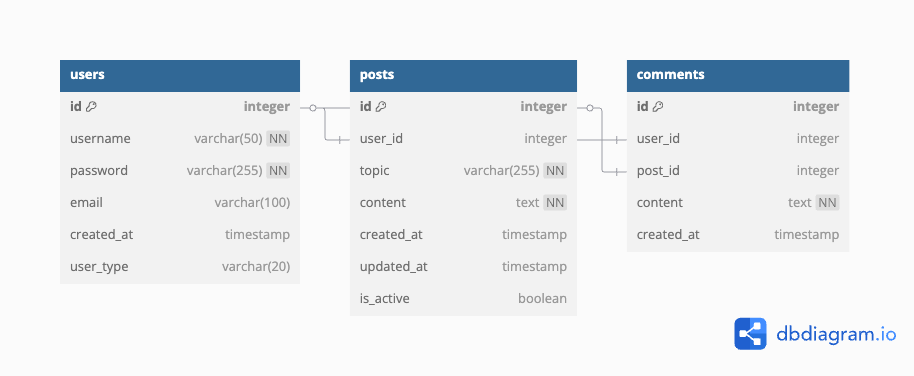 users
id integer
username varchar(50) NN
password varchar(255) NN
email varchar(100)
created_at timestamp
user_type varchar(20)
posts
id integer
user_id integer
topic varchar(255) NN
content text NN
created_at timestamp
updated_at timestamp
is_active boolean
comments
id integer
user_id integer
post_id integer
content text NN
created_at timestamp
dbdiagram.io